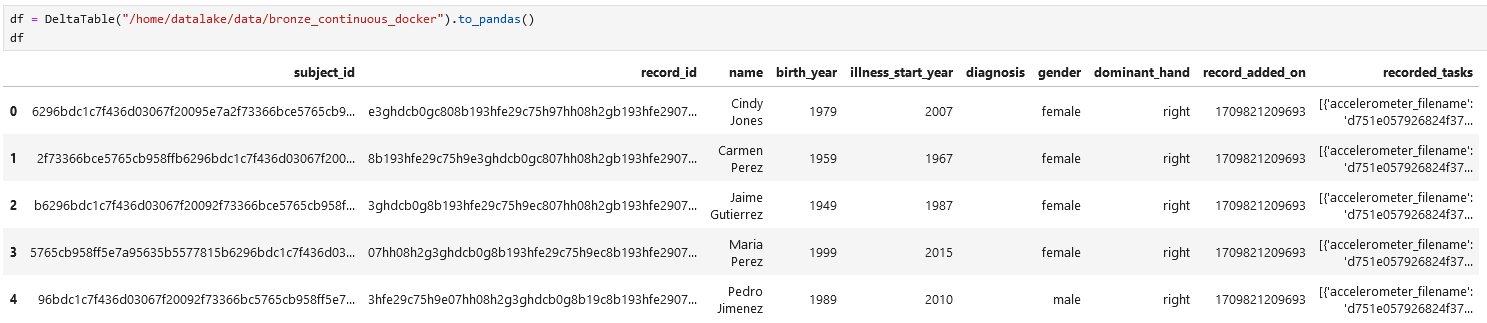 df = DeltaTable("/home/datalake/data/bronze_continuous_docker").to_pandas()
df
subject_id record_id name birth_year illness_start_year diagnosis gender dominant_hand record_added_on recorded_tasks
0 6296bdc1c7f436d03067f20095e7a2f73366bce5765cb9... e3ghdcb0gc808b193hfe29c75h97hh08h2gb193hfe2907... Cindy Jones 1979 2007 female right 1709821209693 [{'accelerometer_filename': 'd751e057926824f37...
1 2f73366bce5765cb958ffb6296bdc1c7f436d03067f200... 8b193hfe29c75h9e3ghdcb0gc807hh08h2gb193hfe2907... Carmen Perez 1959 1967 female right 1709821209693 [{'accelerometer_filename': 'd751e057926824f37...
2 b6296bdc1c7f436d03067f20092f73366bce5765cb958f... 3ghdcb0g8b193hfe29c75h9ec807hh08h2gb193hfe2907... Jaime Gutierrez 1949 1987 female right 1709821209693 [{'accelerometer_filename': 'd751e057926824f37...
3 5765cb958ff5e7a95635b5577815b6296bdc1c7f436d03... 07hh08h2g3ghdcb0g8b193hfe29c75h9ec8b193hfe2907... Maria Perez 1999 2015 female right 1709821209693 [{'accelerometer_filename': 'd751e057926824f37...
4 96bdc1c7f436d03067f20092f73366bc5765cb958ff5e7... 3hfe29c75h9e07hh08h2g3ghdcb0g8b19c8b193hfe2907... Pedro Jimenez 1989 2010 male right 1709821209693 [{'accelerometer_filename': 'd751e057926824f37...